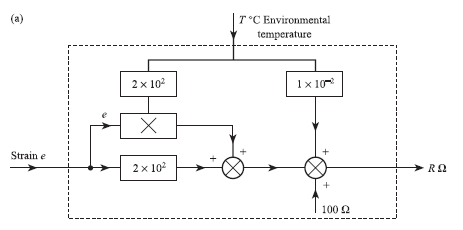 (a)
T °C Environmental
temperature
2 × 10²
1 × 10⁻²
e
×
+
+
Strain e
2 × 10²
+
R Ω
+
100 Ω